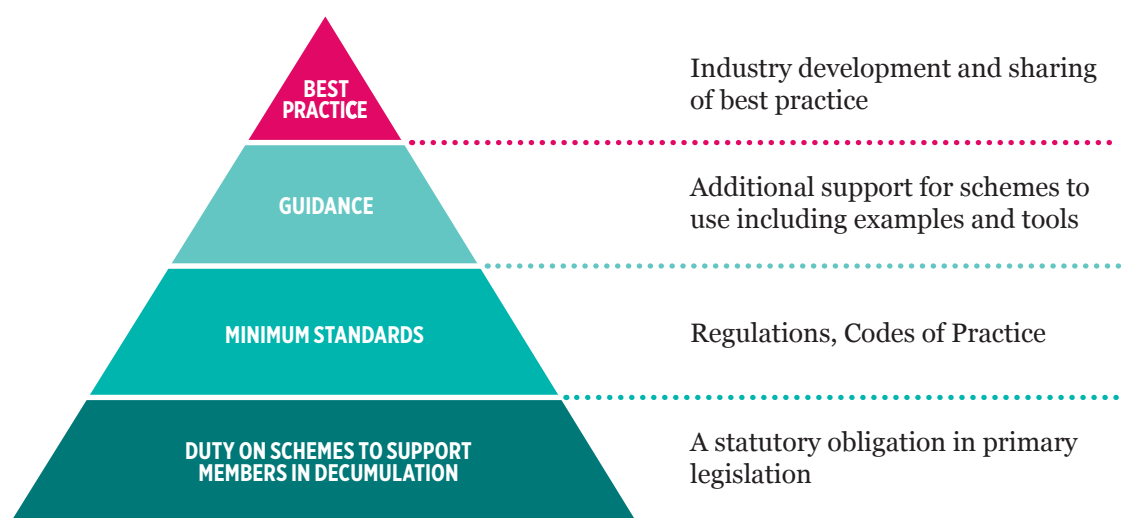 BEST
PRACTICE
Industry development and sharing
of best practice
GUIDANCE
Additional support for schemes to
use including examples and tools
MINIMUM STANDARDS
Regulations, Codes of Practice
DUTY ON SCHEMES TO SUPPORT
MEMBERS IN DECUMULATION
A statutory obligation in primary
legislation